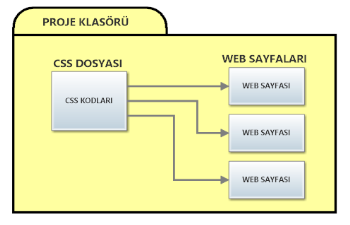 PROJE KLASÖRÜ
CSS DOSYASI
WEB SAYFALARI
CSS KODLARI
WEB SAYFASI
WEB SAYFASI
WEB SAYFASI